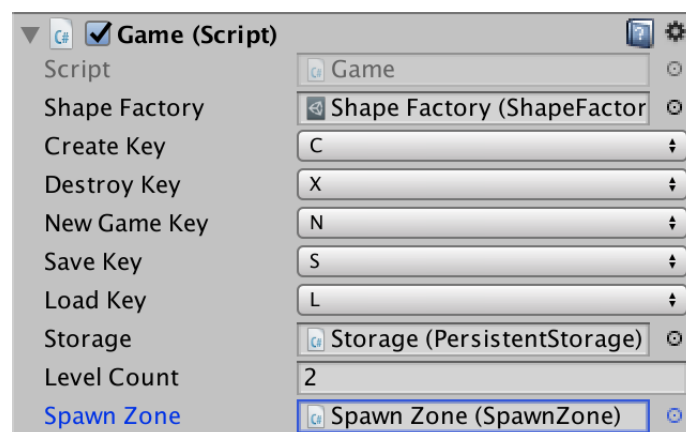 Game (Script)
Script Game
Shape Factory Shape Factory (ShapeFactor
Create Key C
Destroy Key X
New Game Key N
Save Key S
Load Key L
Storage Storage (PersistentStorage)
Level Count 2
Spawn Zone Spawn Zone (SpawnZone)